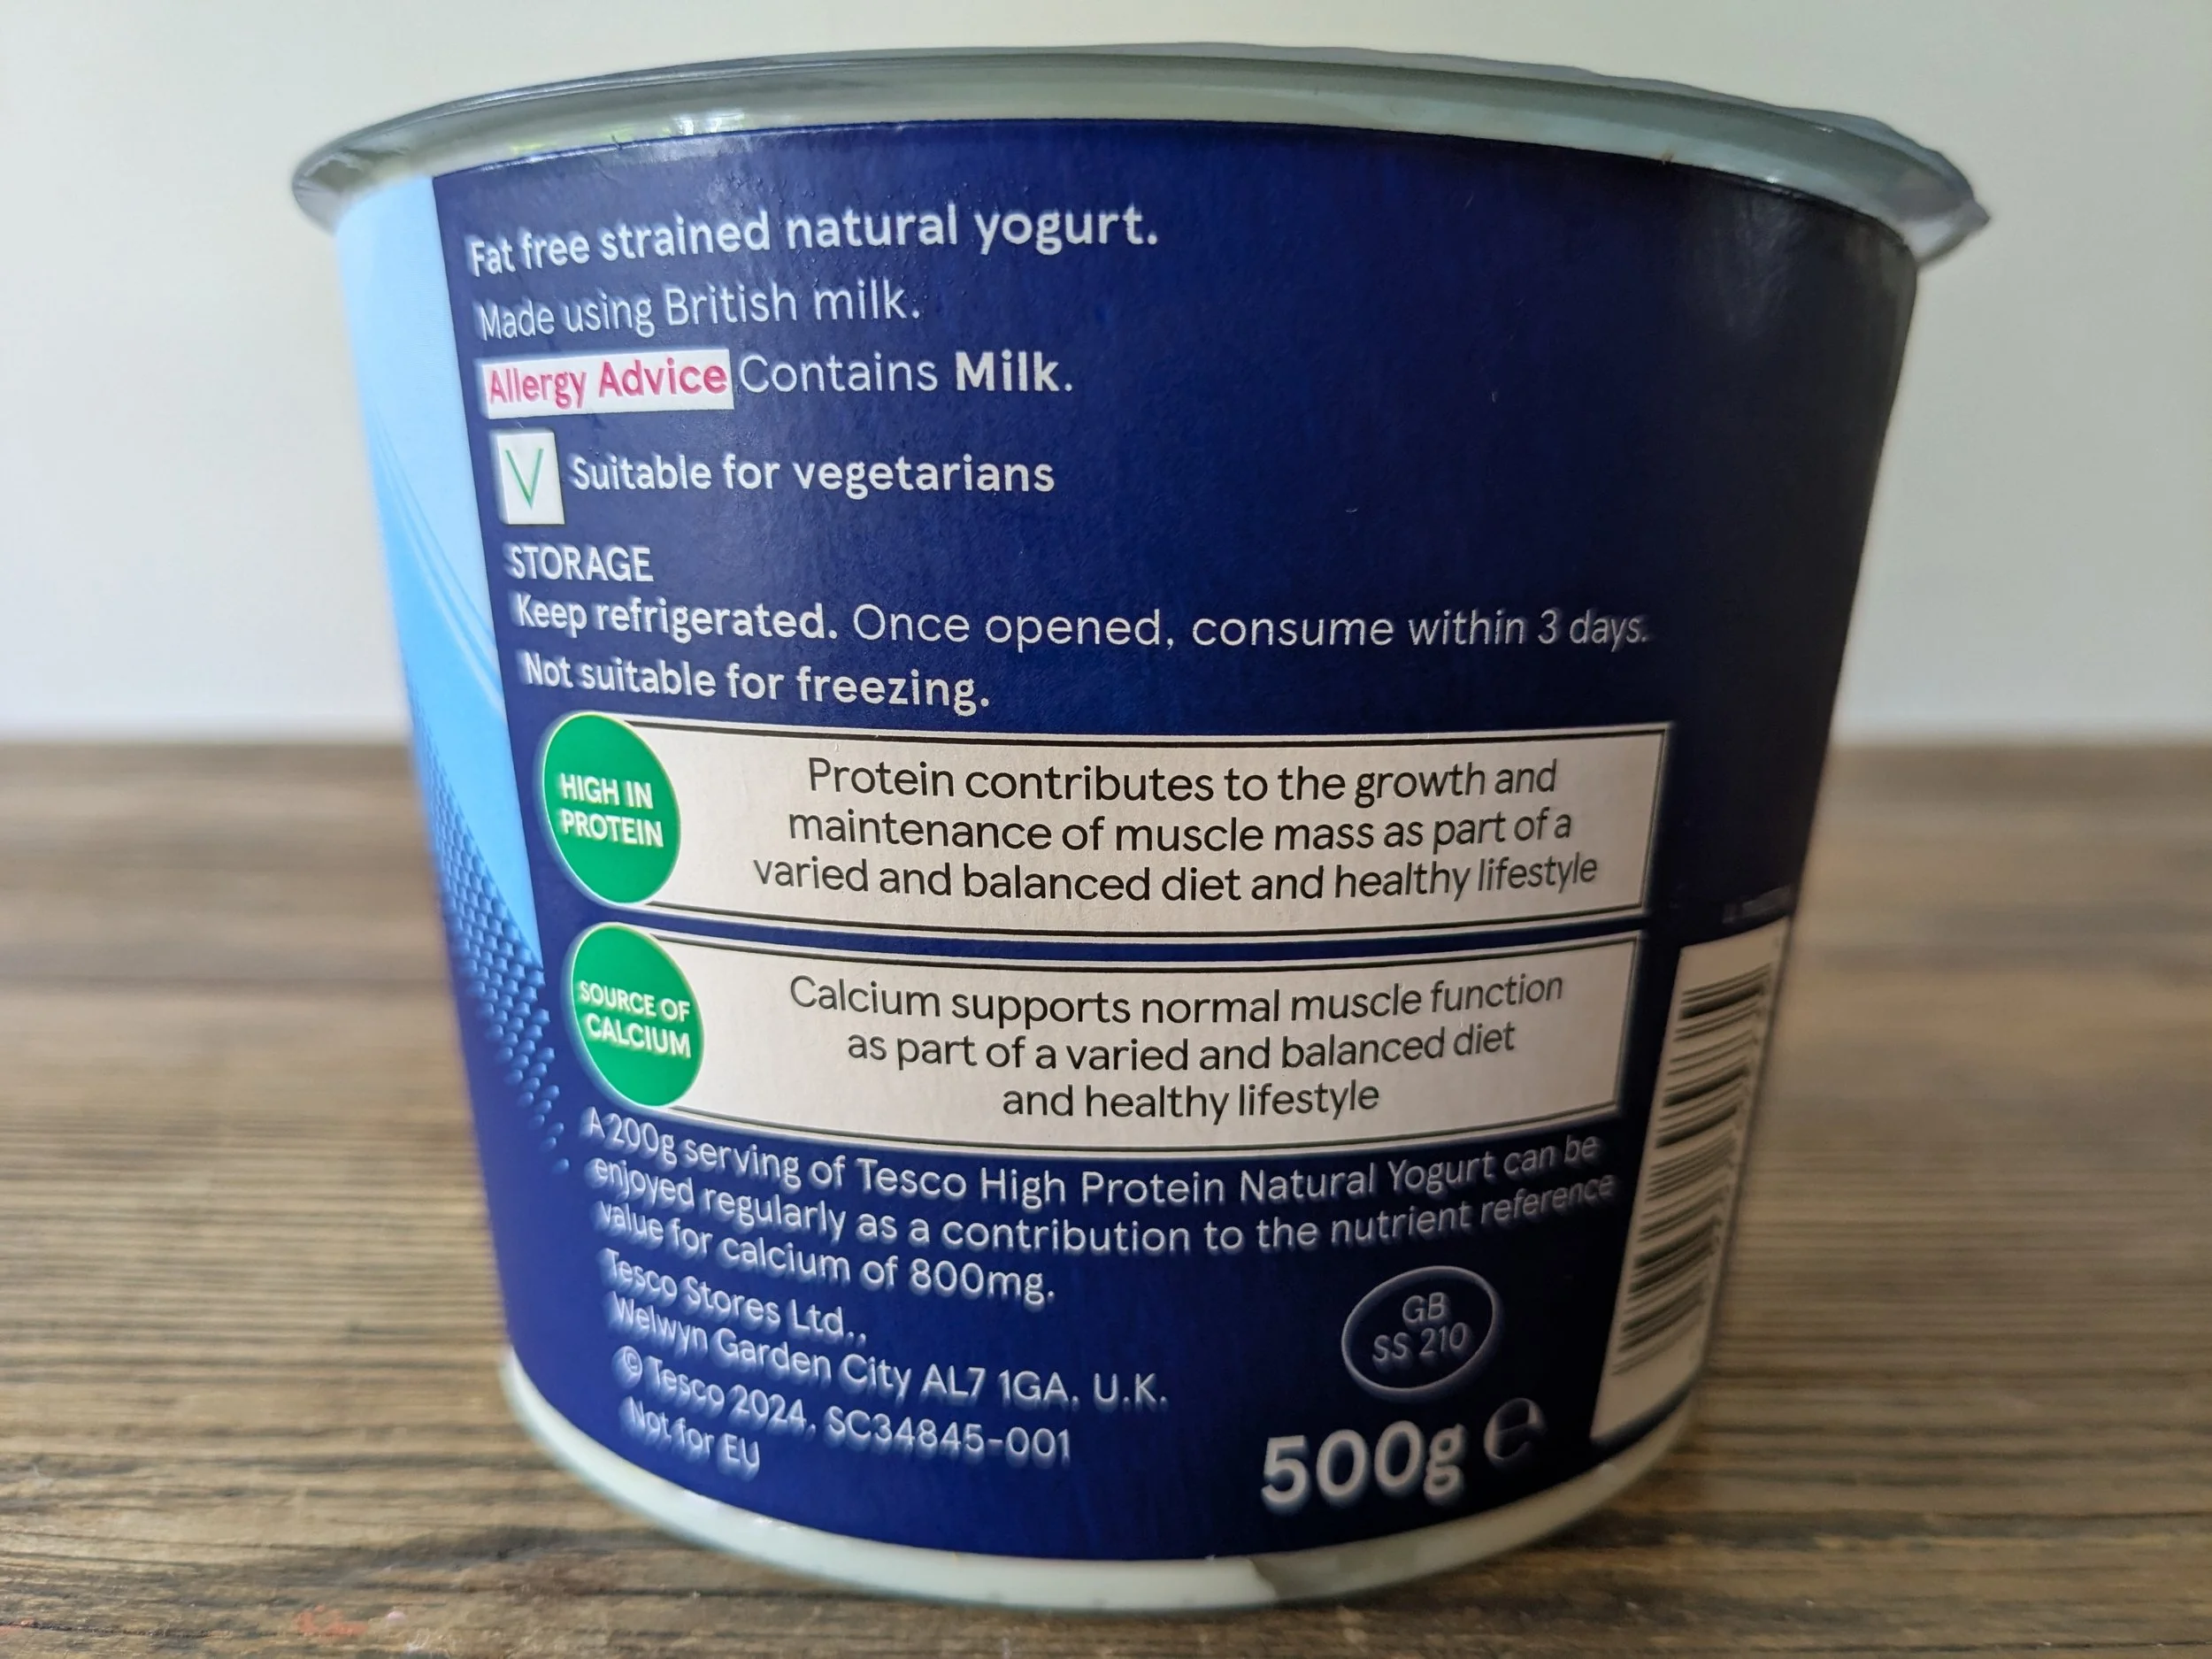 Fat free strained natural yogurt.
Made using British milk.
Allergy Advice Contains Milk.
V Suitable for vegetarians
STORAGE
Keep refrigerated. Once opened, consume within 3 days.
Not suitable for freezing.
HIGH IN
PROTEIN
Protein contributes to the growth and
maintenance of muscle mass as part of a
varied and balanced diet and healthy lifestyle
SOURCE OF
CALCIUM
Calcium supports normal muscle function
as part of a varied and balanced diet
and healthy lifestyle
A 200g serving of Tesco High Protein Natural Yogurt can be
enjoyed regularly as a contribution to the nutrient reference
value for calcium of 800mg.
Tesco Stores Ltd.,
Welwyn Garden City AL7 1GA, U.K.
© Tesco 2024, SC34845-001
Not for EU
GB
SS 210
500g ℮